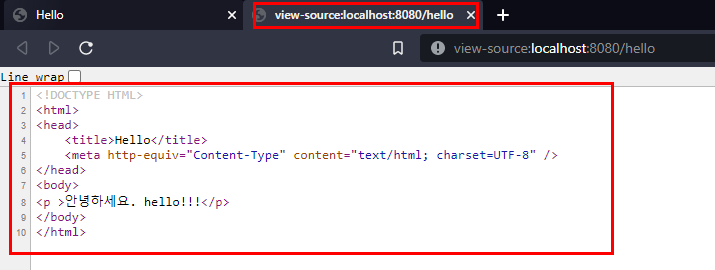 Hello
view-source:localhost:8080/hello
view-source:localhost:8080/hello
Line wrap
1 <!DOCTYPE HTML>
2 <html>
3 <head>
4 <title>Hello</title>
5 <meta http-equiv="Content-Type" content="text/html; charset=UTF-8" />
6 </head>
7 <body>
8 <p >안녕하세요. hello!!!</p>
9 </body>
10 </html>